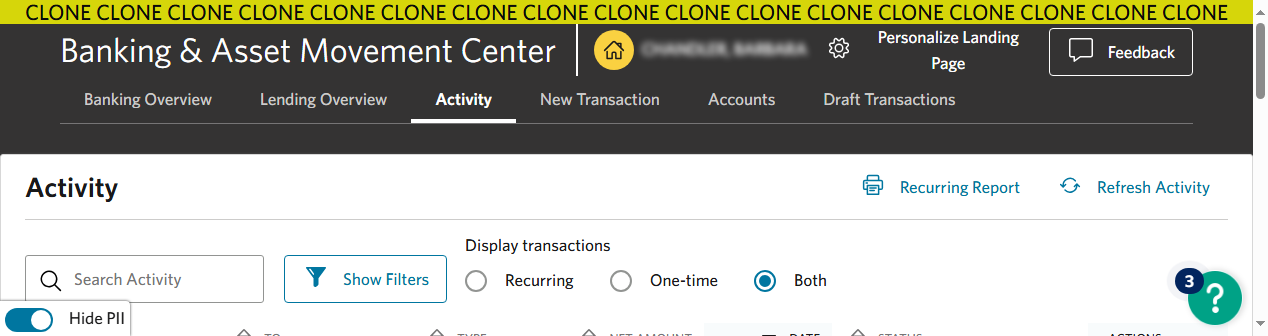 CLONE CLONE CLONE CLONE CLONE CLONE CLONE CLONE CLONE CLONE CLONE CLONE CLONE CLONE CLONE CLONE CLONE
Banking & Asset Movement Center
Personalize Landing
Page
Feedback
Banking Overview Lending Overview Activity New Transaction Accounts Draft Transactions
Activity
Recurring Report Refresh Activity
Display transactions
Search Activity Show Filters Recurring One-time Both
3
?
Hide PII
TO TYPE NET AMOUNT DATE STATUS ACTIONS